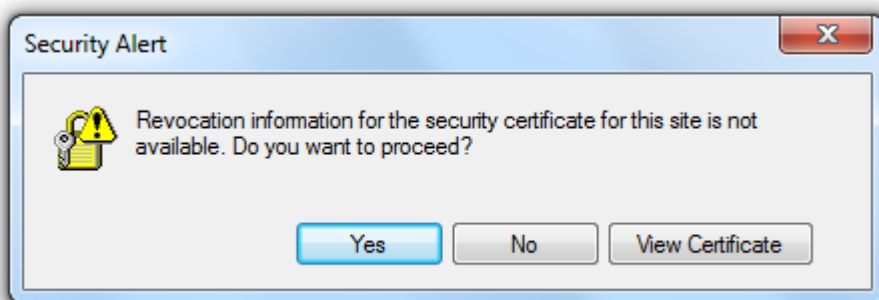 Security Alert
Revocation information for the security certificate for this site is not
available. Do you want to proceed?
Yes No View Certificate